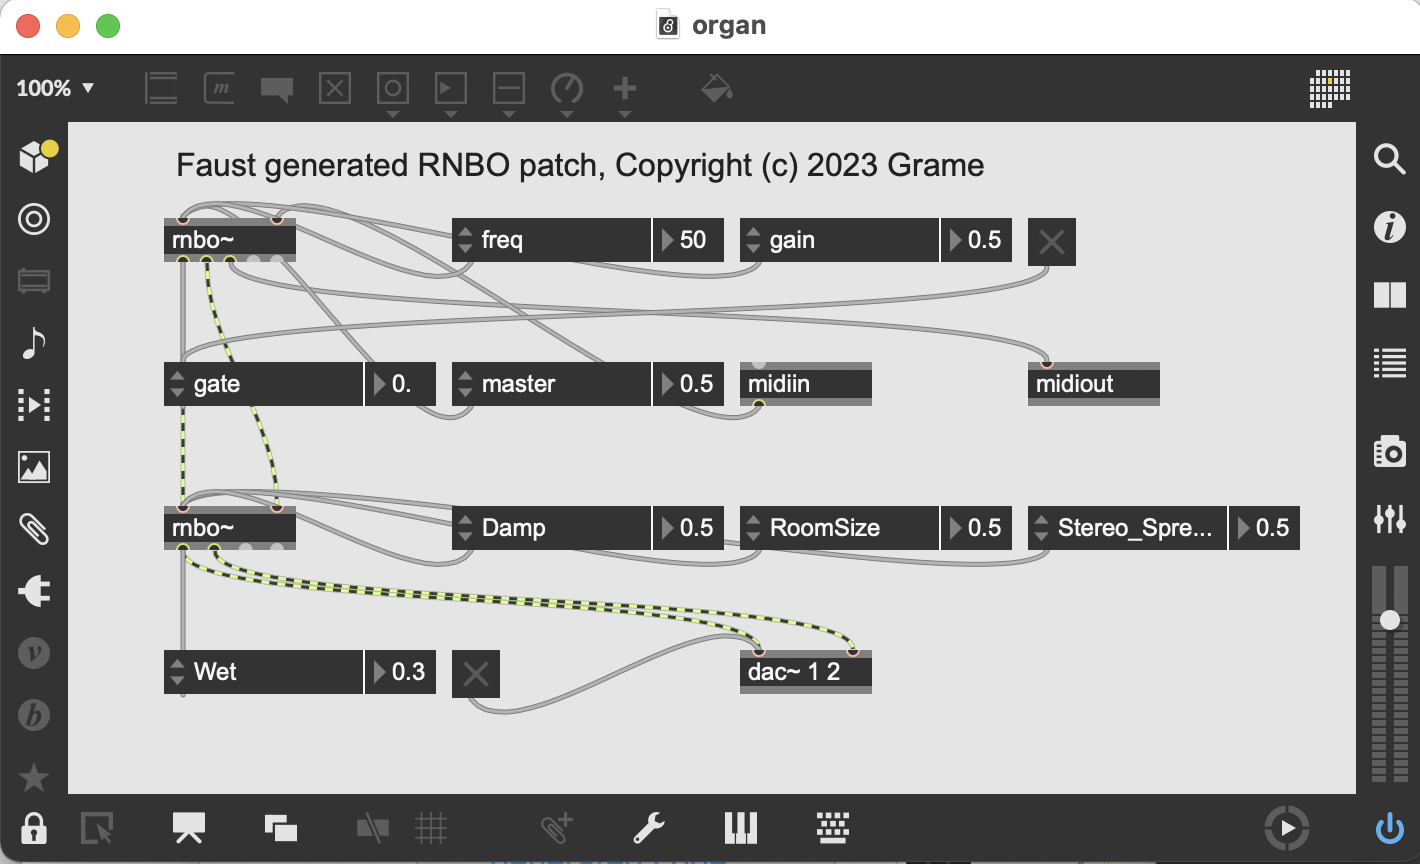 organ
100%
Faust generated RNBO patch, Copyright (c) 2023 Grame
rnbo~
freq
50
gain
0.5
gate
0.
master
0.5
midiin
midiout
rnbo~
Damp
0.5
RoomSize
0.5
Stereo_Spre...
0.5
Wet
0.3
dac~ 1 2